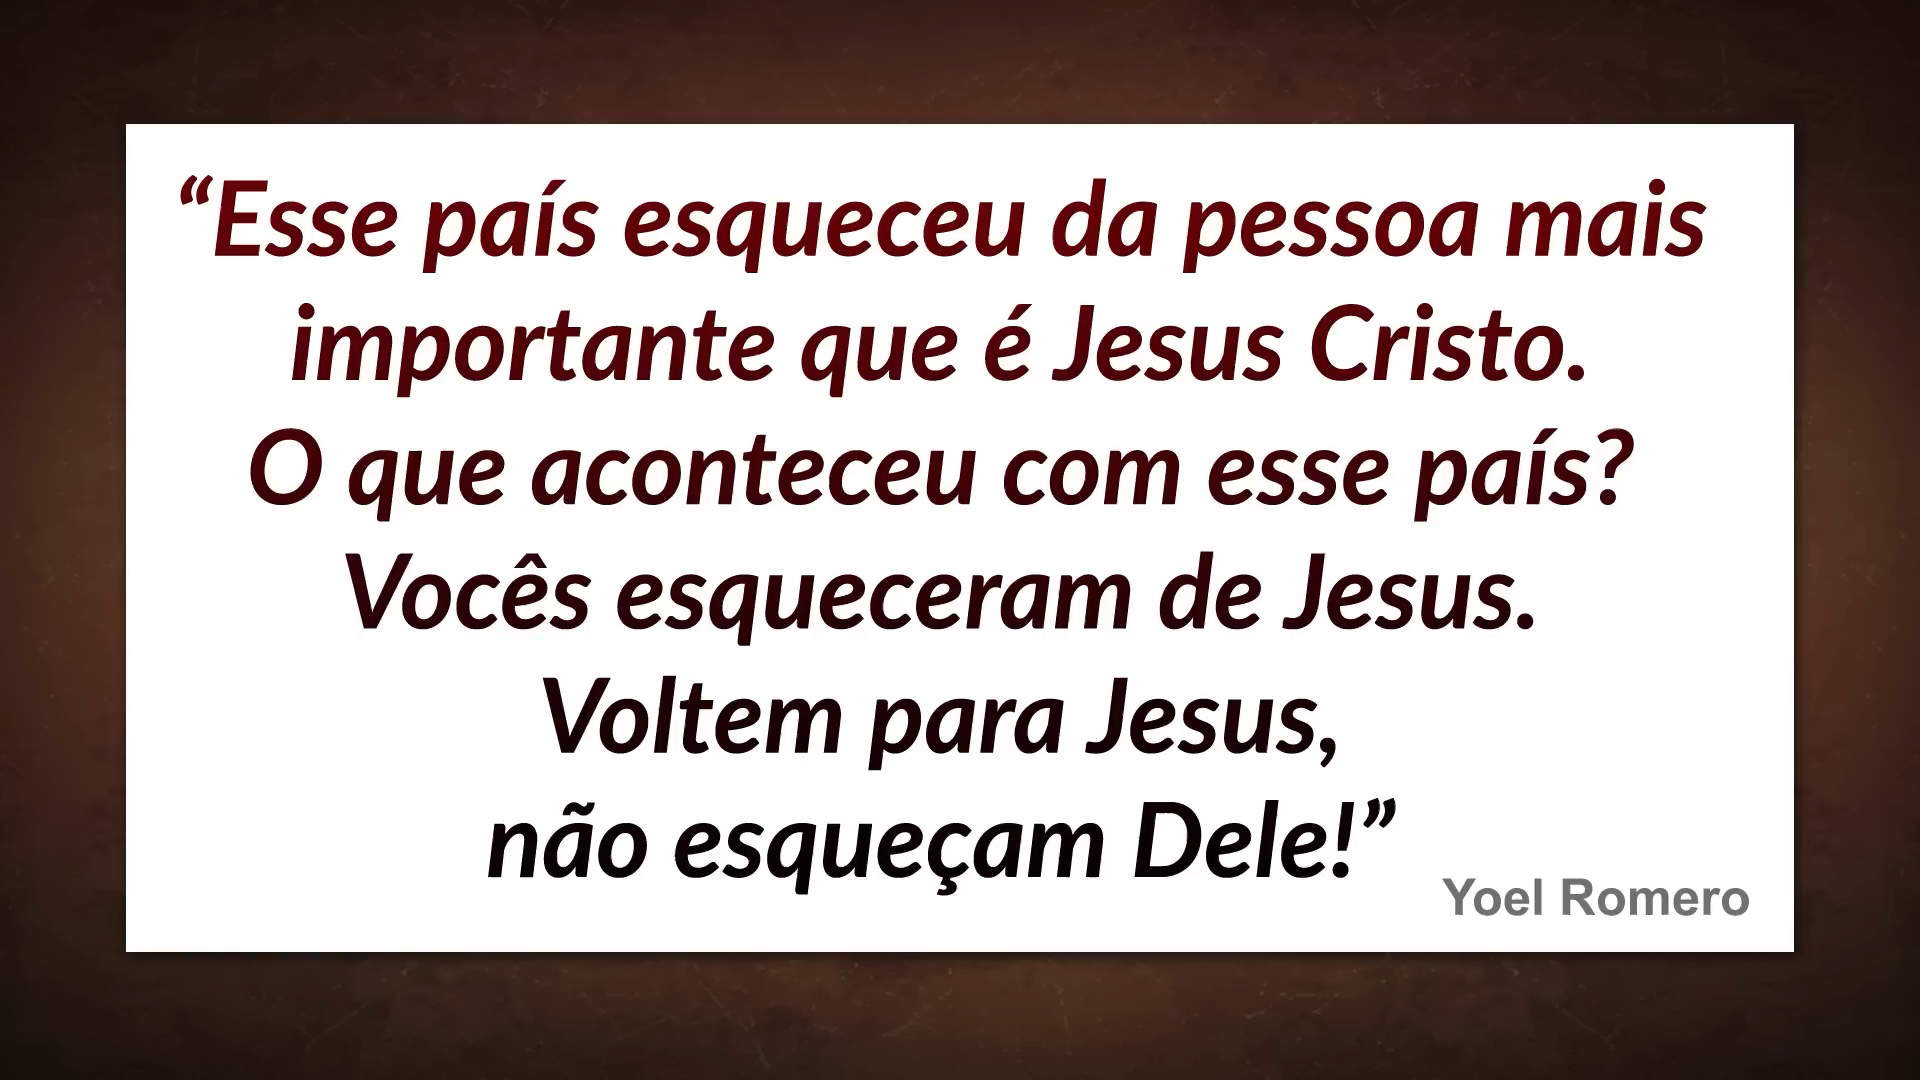 “Esse país esqueceu da pessoa mais
importante que é Jesus Cristo.
O que aconteceu com esse país?
Vocês esqueceram de Jesus.
Voltem para Jesus,
não esqueçam Dele!”
Yoel Romero